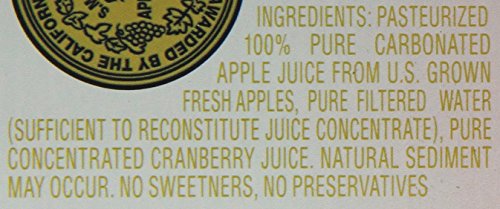 AWARDED BY THE CALIFORN
INGREDIENTS: PASTEURIZED
100% PURE CARBONATED
APPLE JUICE FROM U.S. GROWN
FRESH APPLES, PURE FILTERED WATER
(SUFFICIENT TO RECONSTITUTE JUICE CONCENTRATE), PURE
CONCENTRATED CRANBERRY JUICE. NATURAL SEDIMENT
MAY OCCUR. NO SWEETNERS, NO PRESERVATIVES